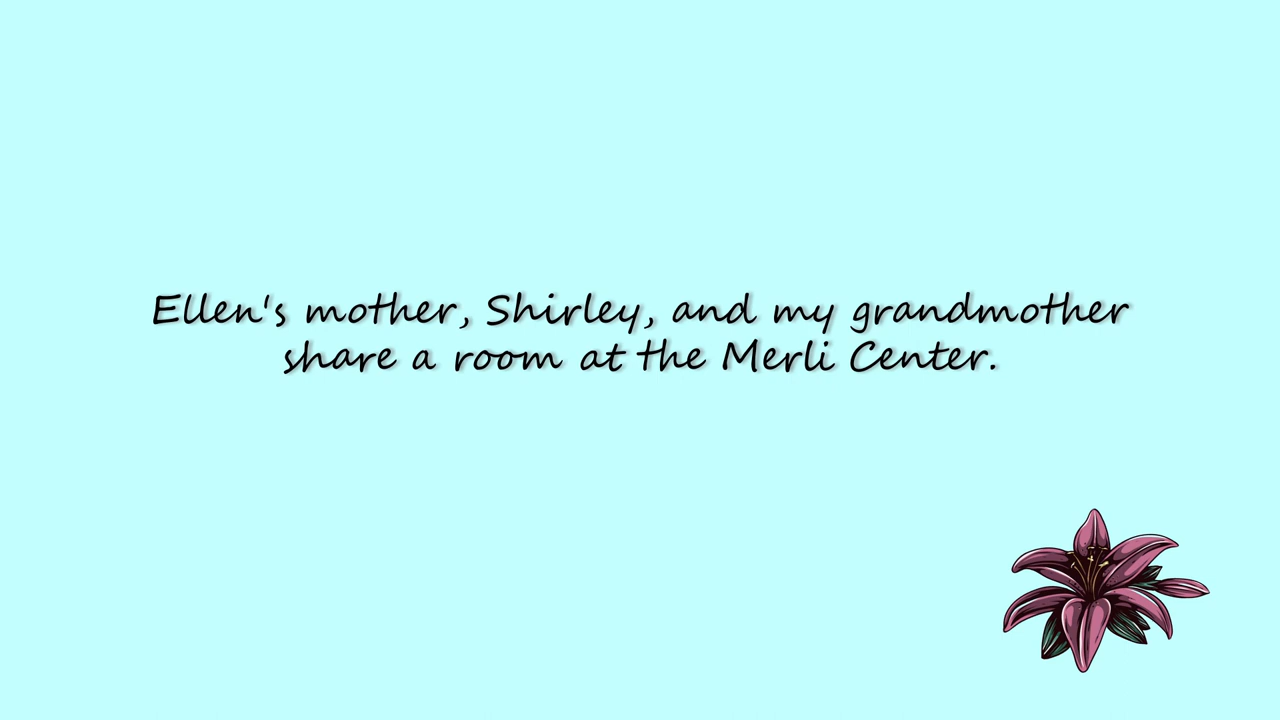 Ellen's mother, Shirley, and my grandmother
share a room at the Merli Center.